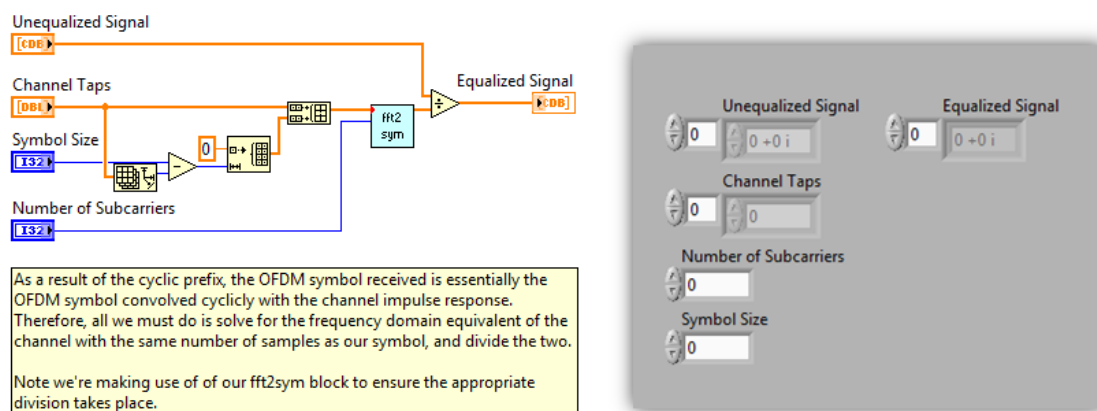 Unequalized Signal
[CDB]
Channel Taps
[DBL]
Symbol Size
I32
Number of Subcarriers
I32
0
-
fft2
sym
÷
Equalized Signal
[CDB]
As a result of the cyclic prefix, the OFDM symbol received is essentially the
OFDM symbol convolved cyclicly with the channel impulse response.
Therefore, all we must do is solve for the frequency domain equivalent of the
channel with the same number of samples as our symbol, and divide the two.
Note we're making use of of our fft2sym block to ensure the appropriate
division takes place.
Unequalized Signal
0
0 +0 i
Equalized Signal
0
0 +0 i
Channel Taps
0
0
Number of Subcarriers
0
Symbol Size
0